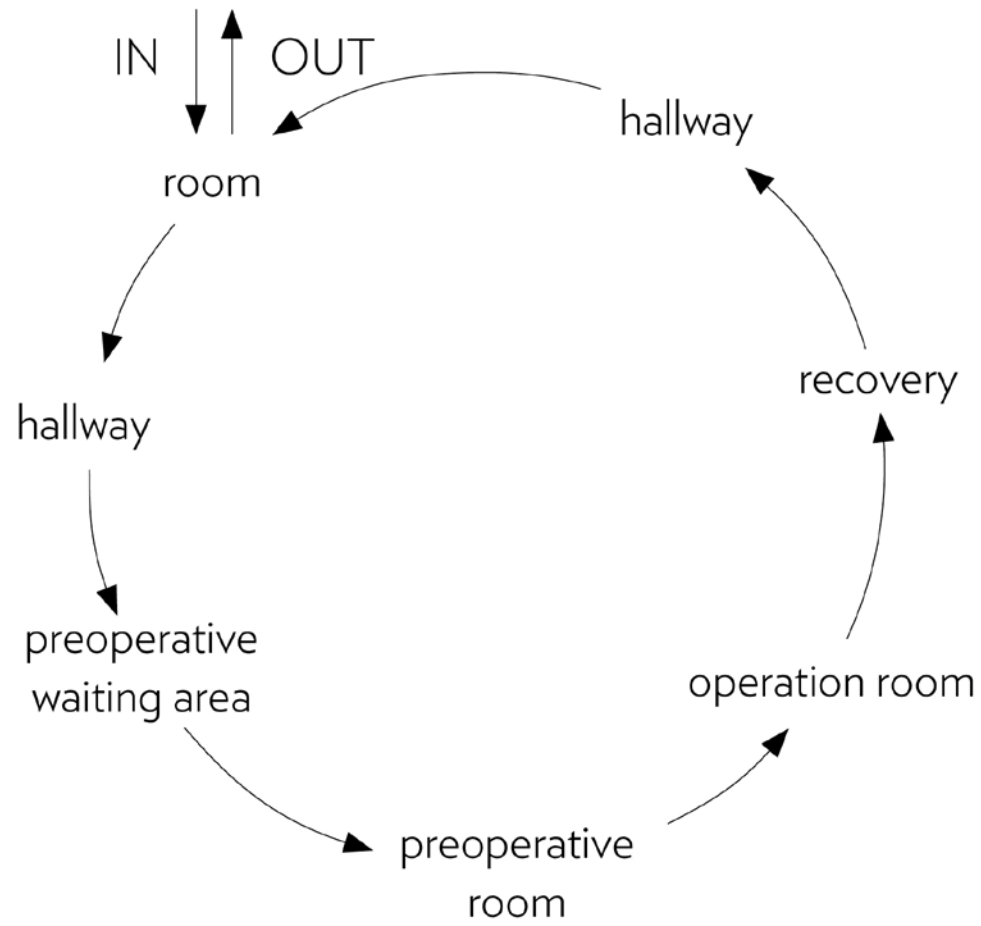 IN
OUT
room
hallway
preoperative
waiting area
preoperative
room
operation room
recovery
hallway